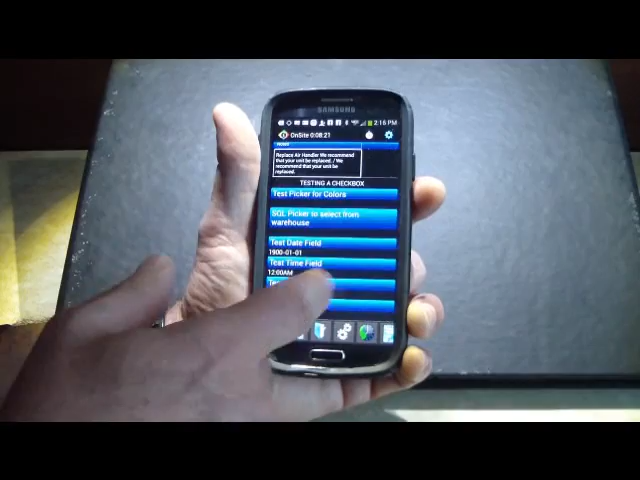 SAMSUNG
2:16 PM
OnSite 0:08:21
Replace Air Handler We recommend
that your unit be replaced. / We
recommend that your unit be
replaced.
TESTING A CHECKBOX
Test Picker for Colors
SQL Picker to select from
warehouse
Test Date Field
1900-01-01
Test Time Field
12:00AM